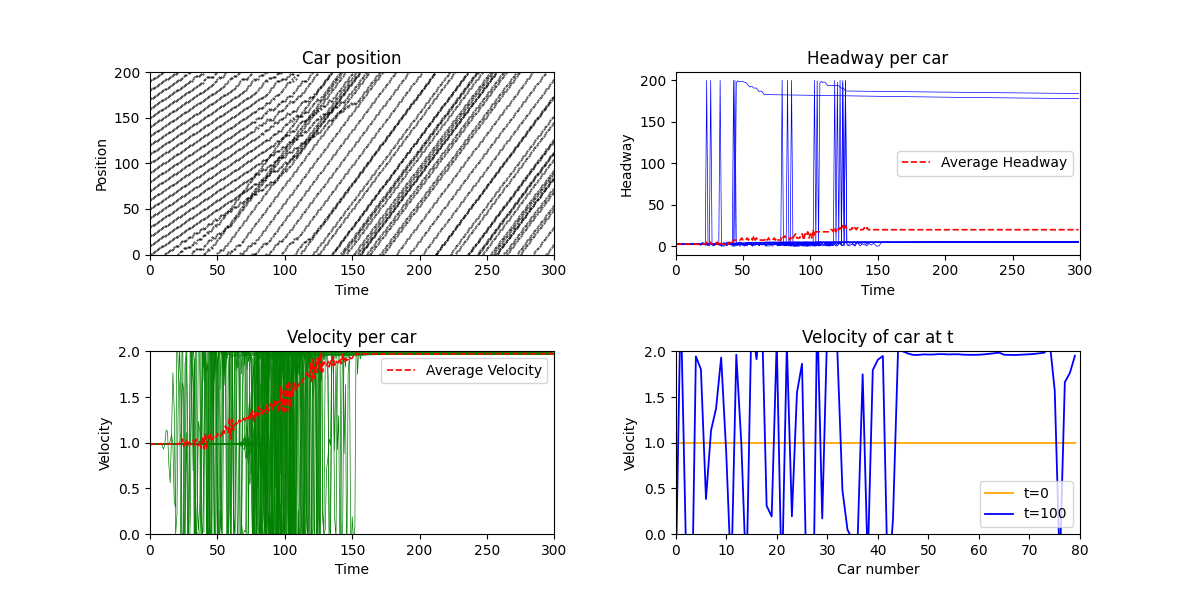 Car position
Position
200
150
100
50
0
0 50 100 150 200 250 300
Time
Headway per car
Headway
200
150
100
50
0
Average Headway
0 50 100 150 200 250 300
Time
Velocity per car
Velocity
2.0
1.5
1.0
0.5
0.0
Average Velocity
0 50 100 150 200 250 300
Time
Velocity of car at t
Velocity
2.0
1.5
1.0
0.5
0.0
t=0
t=100
0 10 20 30 40 50 60 70 80
Car number